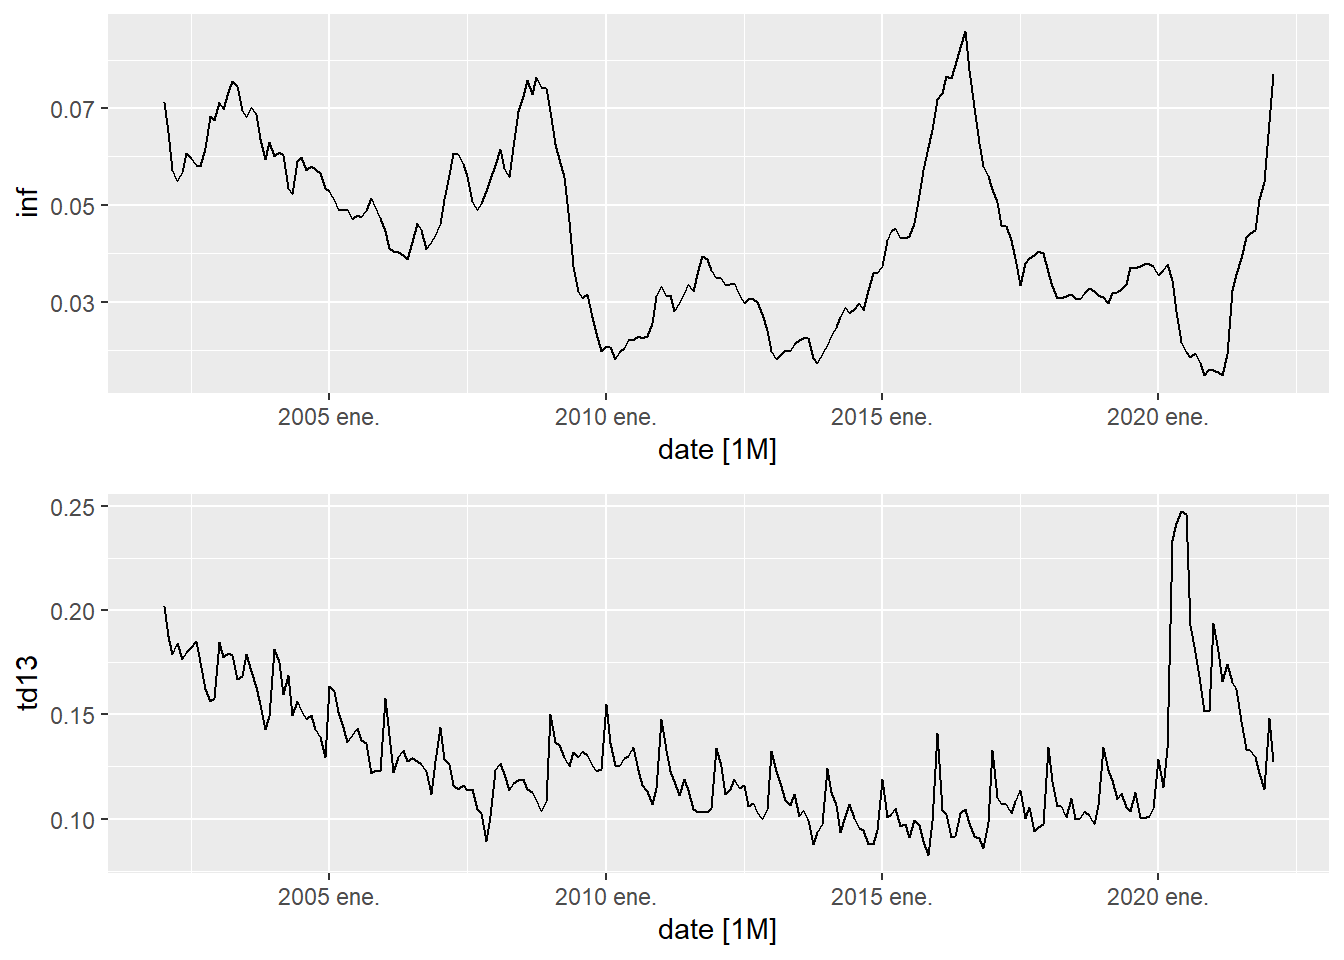 inf
0.07
0.05
0.03
2005 ene.
2010 ene.
2015 ene.
2020 ene.
date [1M]
td13
0.25
0.20
0.15
0.10
2005 ene.
2010 ene.
2015 ene.
2020 ene.
date [1M]